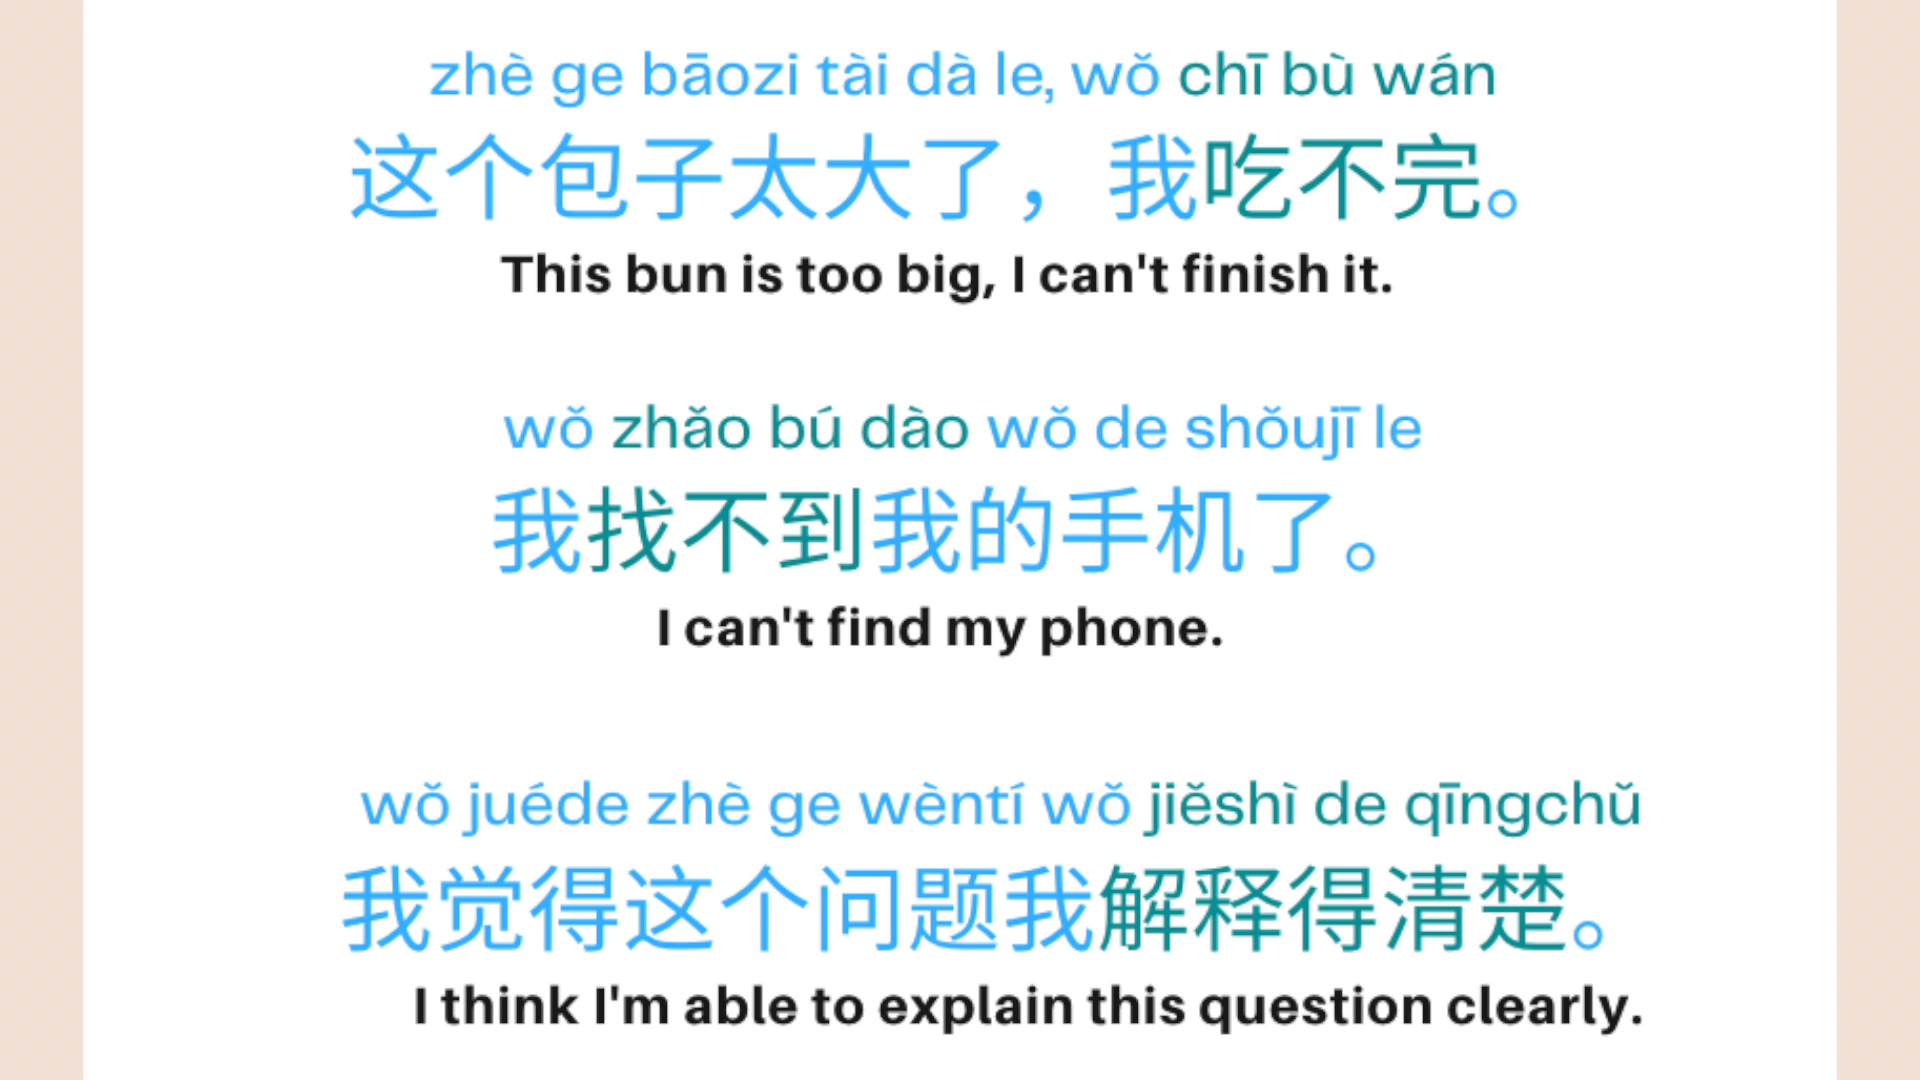 zhè ge bāozi tài dà le, wǒ chī bù wán
这个包子太大了，我吃不完。
This bun is too big, I can't finish it.
wǒ zhǎo bú dào wǒ de shǒujī le
我找不到我的手机了。
I can't find my phone.
wǒ juéde zhè ge wèntí wǒ jiěshì de qīngchǔ
我觉得这个问题我解释得清楚。
I think I'm able to explain this question clearly.